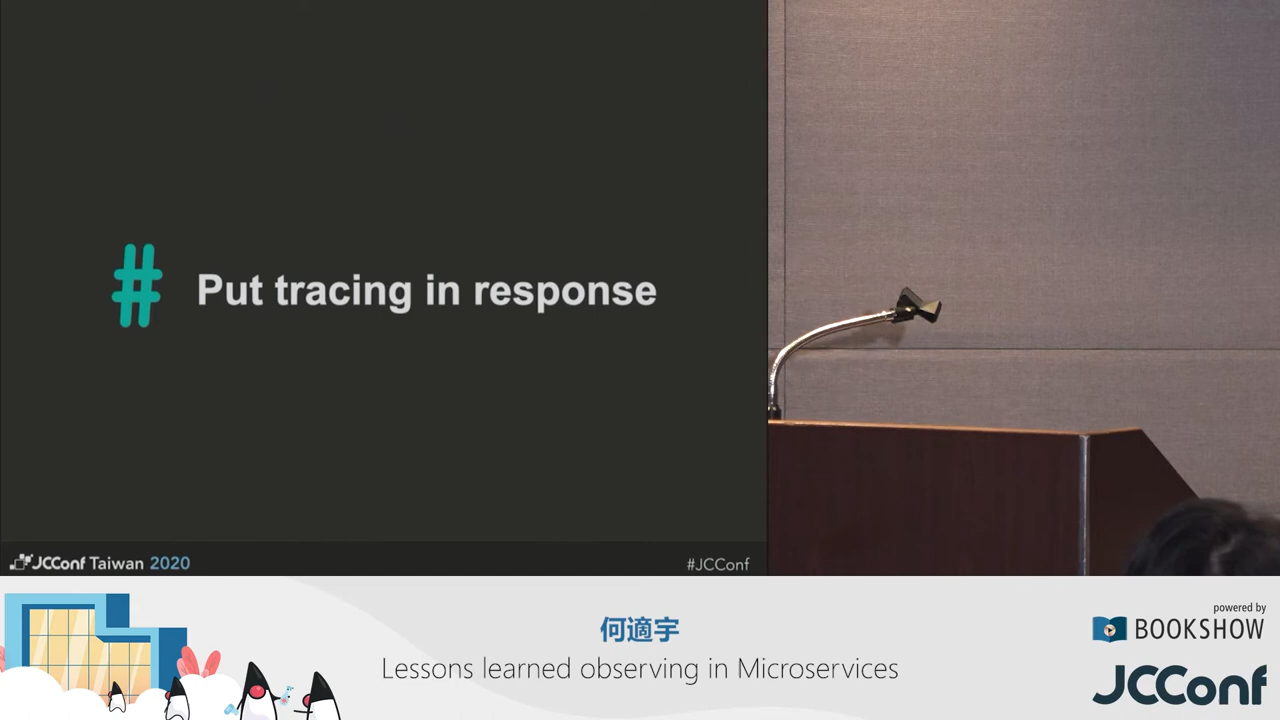 # Put tracing in response
JCConf Taiwan 2020
#JCConf
何適宇
Lessons learned observing in Microservices
powered by
BOOKSHOW
JCConf